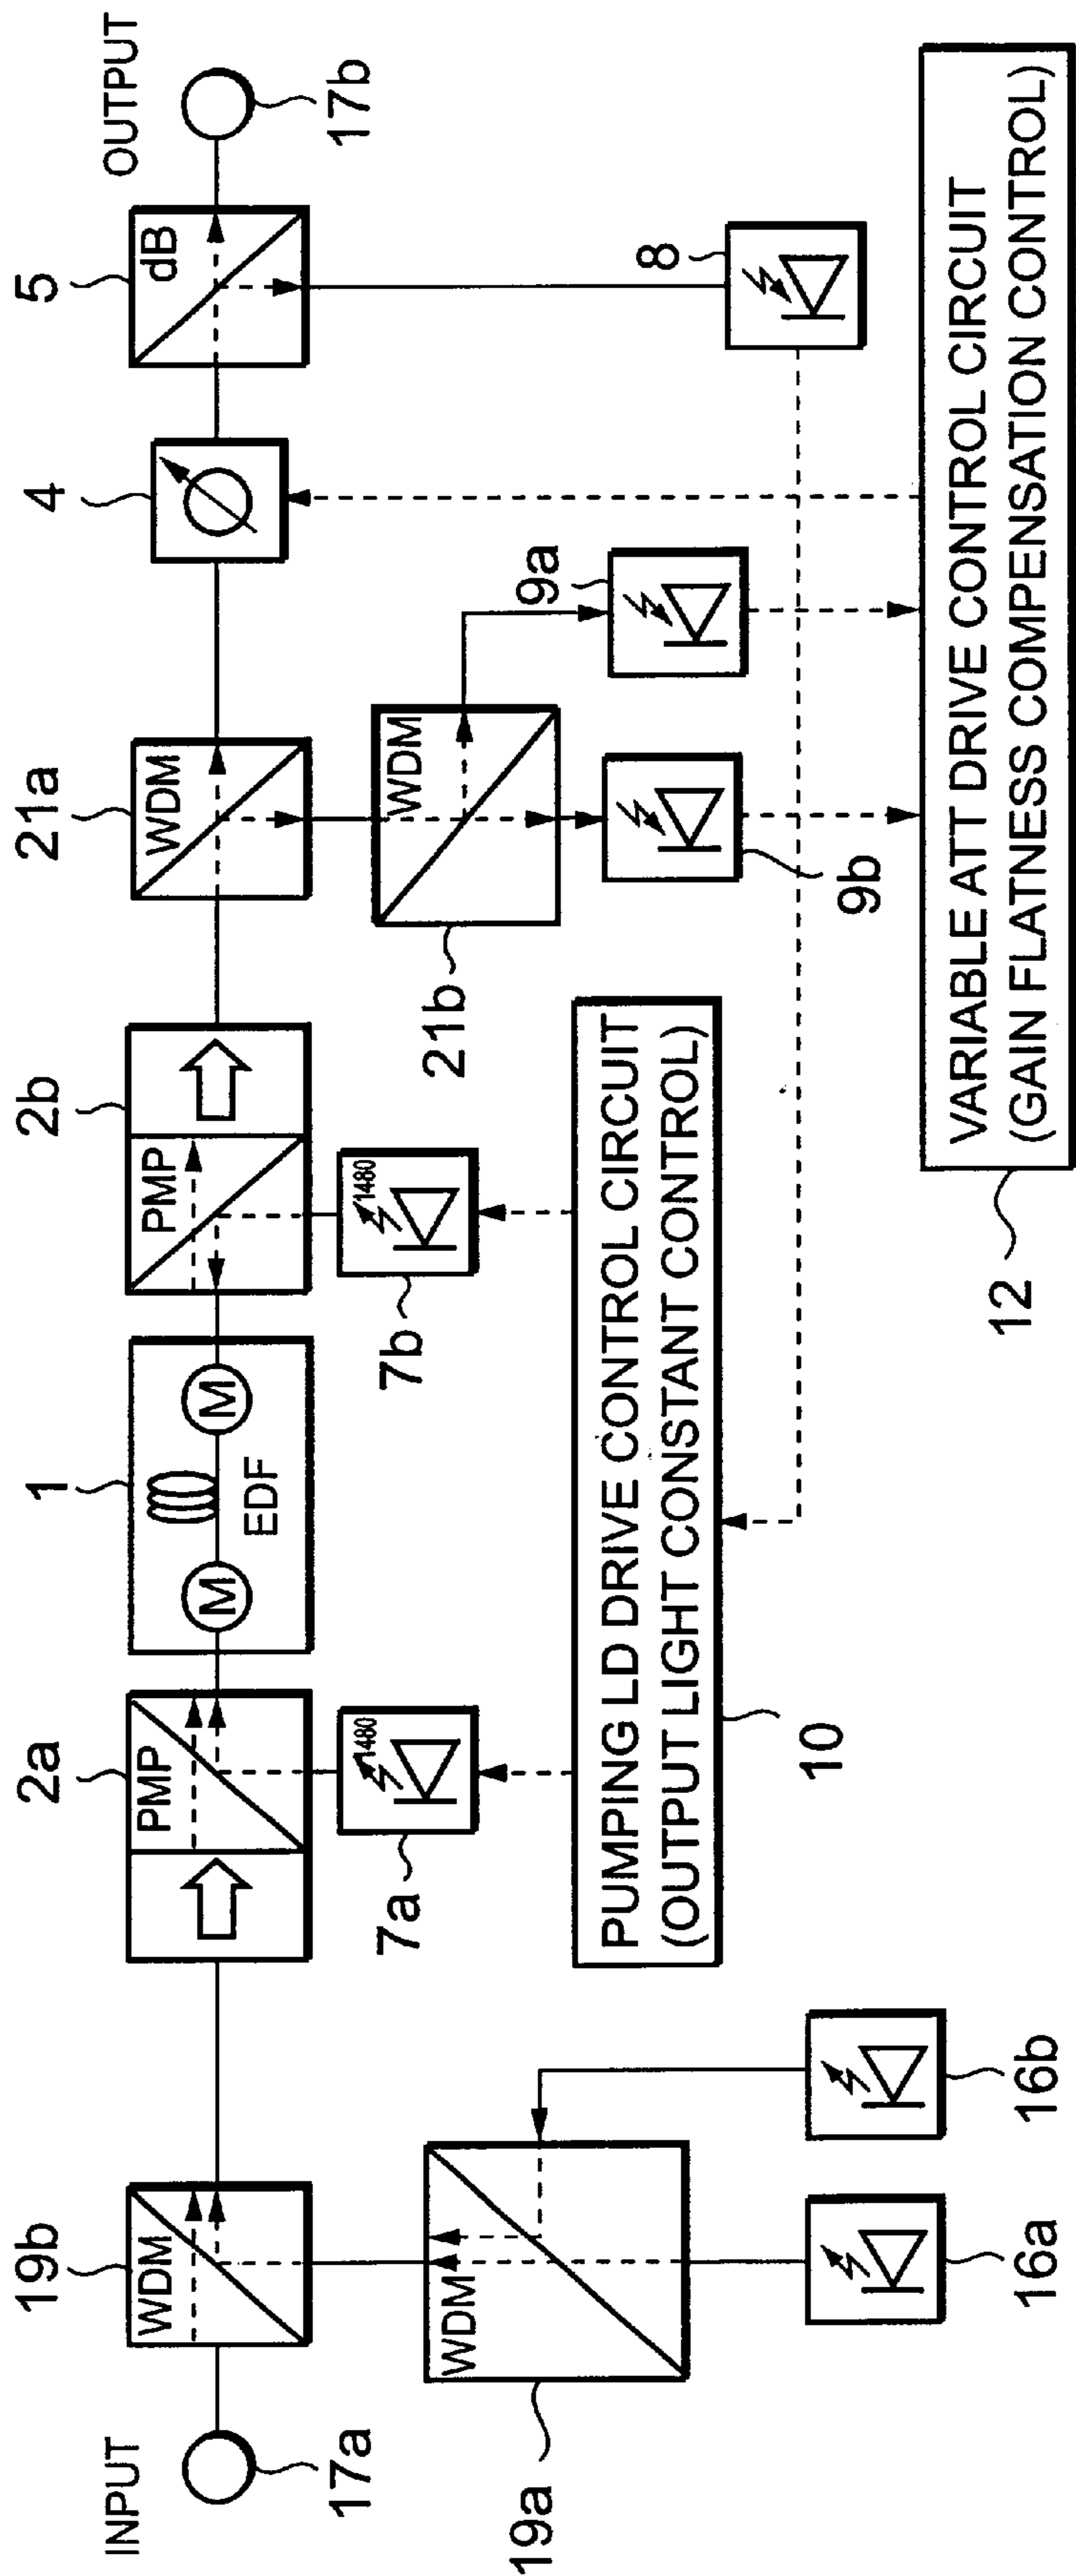 INPUT
17a
19b
WDM
19a
WDM
16a
16b
2a
PMP
1480
7a
1
M
M
EDF
2b
PMP
1480
7b
PUMPING LD DRIVE CONTROL CIRCUIT
(OUTPUT LIGHT CONSTANT CONTROL)
10
21a
WDM
21b
WDM
9a
9b
4
5
dB
8
OUTPUT
17b
VARIABLE ATT DRIVE CONTROL CIRCUIT
(GAIN FLATNESS COMPENSATION CONTROL)
12